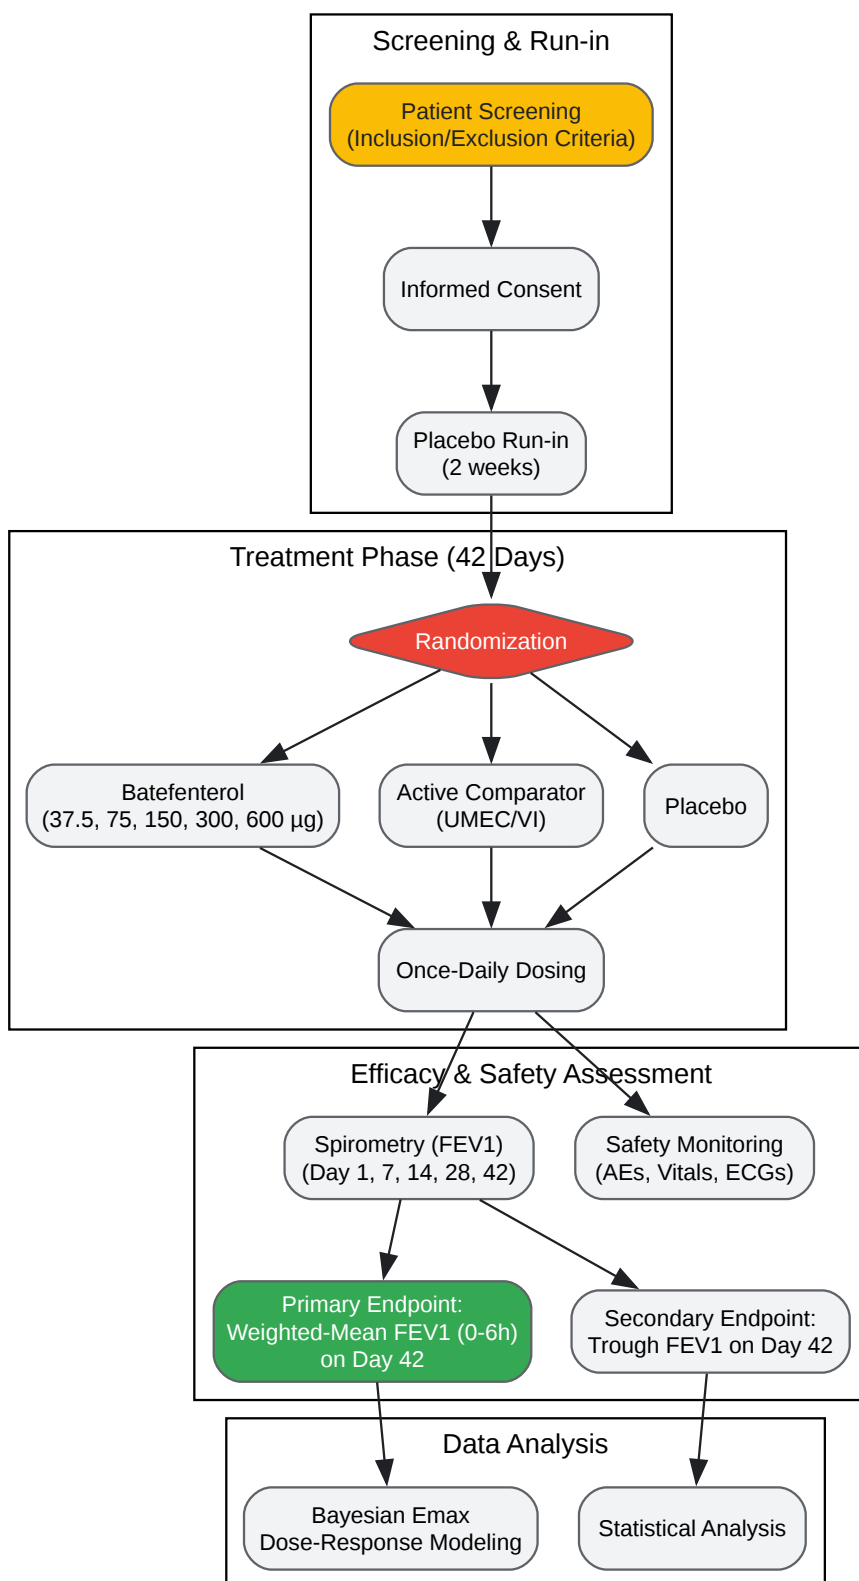 Screening & Run-in
Patient Screening
(Inclusion/Exclusion Criteria)
Informed Consent
Placebo Run-in
(2 weeks)
Treatment Phase (42 Days)
Randomization
Batefenterol
(37.5, 75, 150, 300, 600 µg)
Active Comparator
(UMEC/VI)
Placebo
Once-Daily Dosing
Efficacy & Safety Assessment
Spirometry (FEV1)
(Day 1, 7, 14, 28, 42)
Safety Monitoring
(AEs, Vitals, ECGs)
Primary Endpoint:
Weighted-Mean FEV1 (0-6h)
on Day 42
Secondary Endpoint:
Trough FEV1 on Day 42
Data Analysis
Bayesian Emax
Dose-Response Modeling
Statistical Analysis